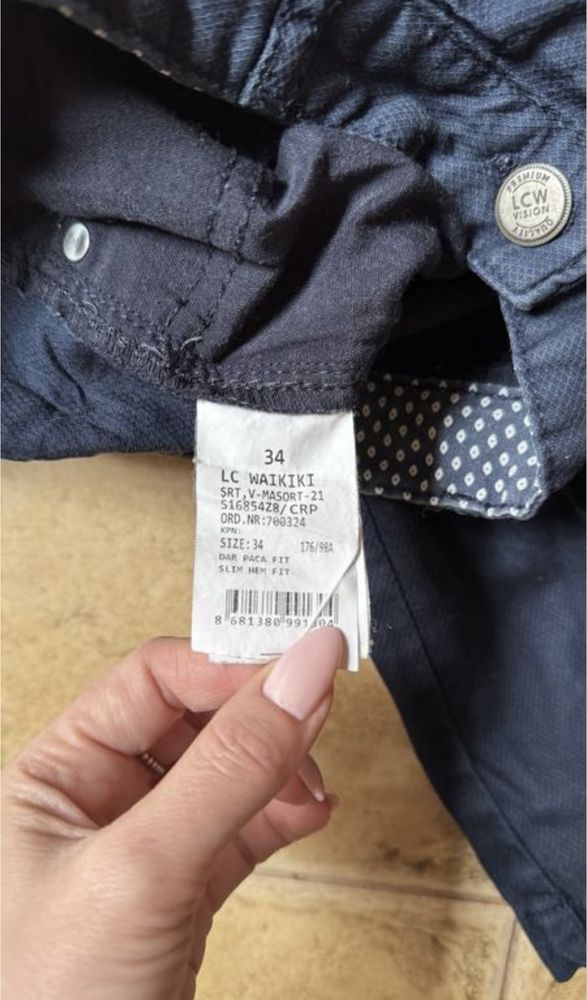 PREMIUM
LCW
VISION
QUALITY
34
LC WAIKIKI
ŞRT,V-MASORT-21
S16854Z8/CRP
ORD.NR:700324
KPN:
SIZE:34 176/98A
DAR PAÇA FIT
SLIM HEM FIT
8 681380 991304